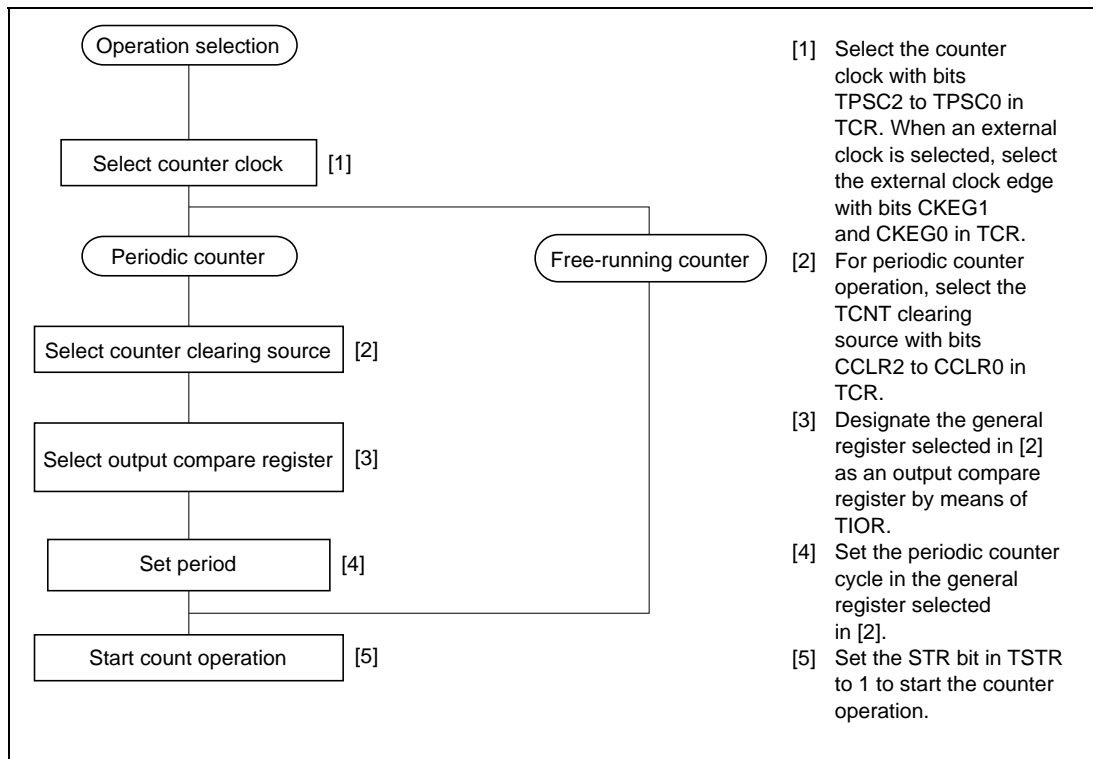 Operation selection
Select counter clock
[1]
Periodic counter
Free-running counter
Select counter clearing source
[2]
Select output compare register
[3]
Set period
[4]
Start count operation
[5]
[1] Select the counter
clock with bits
TPSC2 to TPSC0 in
TCR. When an external
clock is selected, select
the external clock edge
with bits CKEG1
and CKEG0 in TCR.
[2] For periodic counter
operation, select the
TCNT clearing
source with bits
CCLR2 to CCLR0 in
TCR.
[3] Designate the general
register selected in [2]
as an output compare
register by means of
TIOR.
[4] Set the periodic counter
cycle in the general
register selected
in [2].
[5] Set the STR bit in TSTR
to 1 to start the counter
operation.